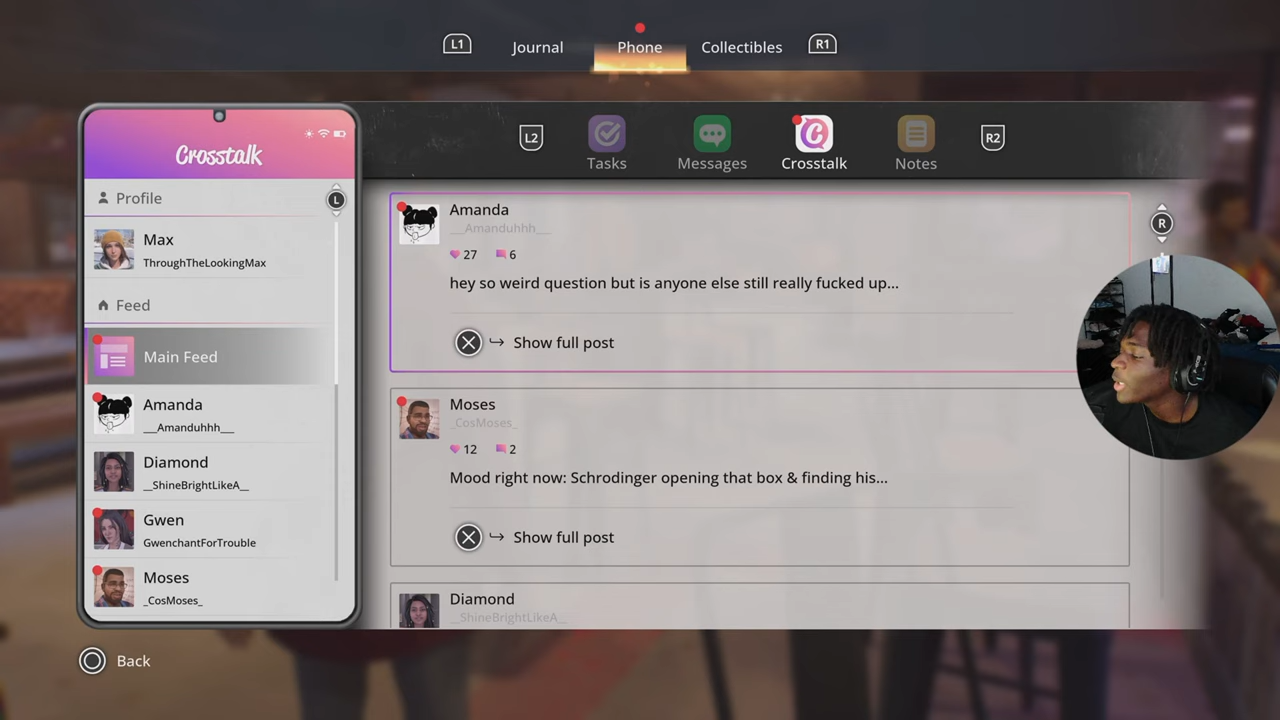 L1 Journal Phone Collectibles R1
Crosstalk
L2 R2
Tasks Messages Crosstalk Notes
Profile
L
Max
ThroughTheLookingMax
Feed
Main Feed
Amanda
___Amanduhhh___
Diamond
__ShineBrightLikeA__
Gwen
GwenchantForTrouble
Moses
_CosMoses_
Amanda
___Amanduhhh___
27 6
hey so weird question but is anyone else still really fucked up...
Show full post
R
Moses
_CosMoses_
12 2
Mood right now: Schrodinger opening that box & finding his...
Show full post
Diamond
__ShineBrightLikeA__
Back